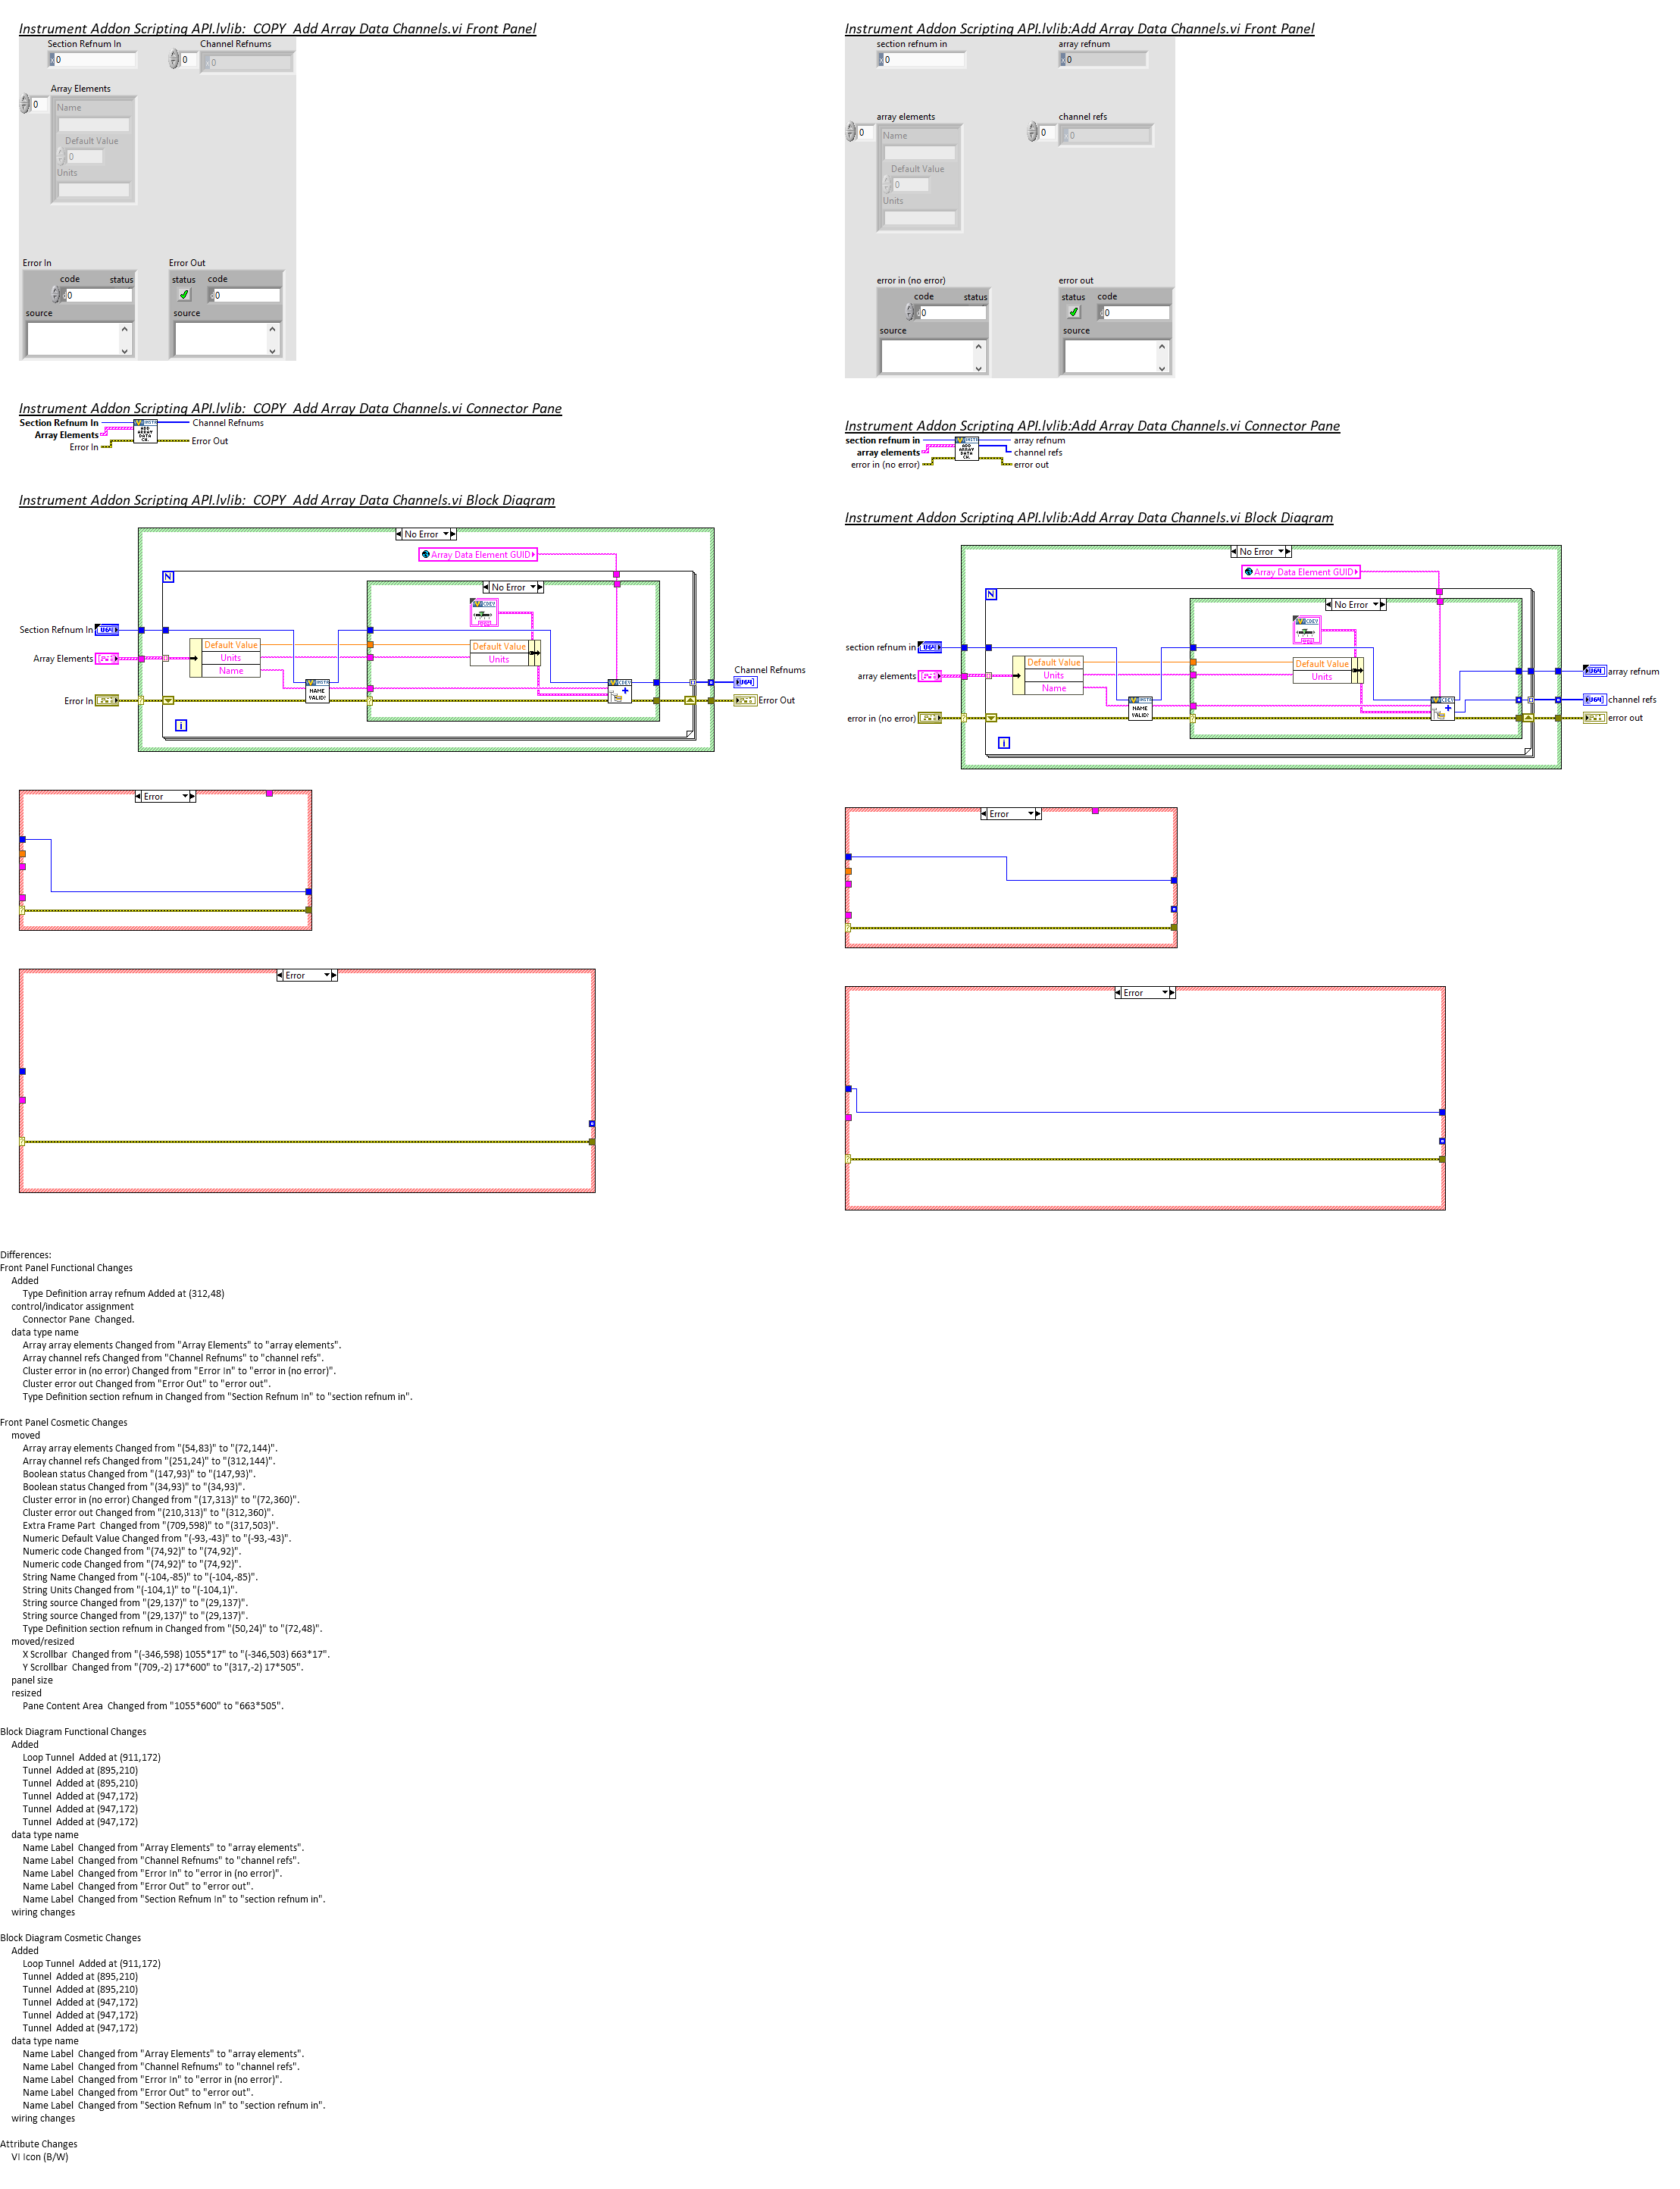 Instrument Addon Scripting API.lvlib:_COPY_Add Array Data Channels.vi Front Panel
Section Refnum In
Channel Refnums
0
0
0
Array Elements
0
Name
Default Value
0
Units
Error In
code
status
0
source
Error Out
status
code
0
source
Instrument Addon Scripting API.lvlib:_COPY_Add Array Data Channels.vi Connector Pane
Section Refnum In
Array Elements
Error In
INSTR
ADD
ARRAY
DATA
CH.
Channel Refnums
Error Out
Instrument Addon Scripting API.lvlib:_COPY_Add Array Data Channels.vi Block Diagram
No Error
Array Data Element GUID
N
No Error
Section Refnum In
Array Elements
Error In
Default Value
Units
Name
Default Value
Units
NAME
VALID?
i
Channel Refnums
Error Out
Error
Error
Instrument Addon Scripting API.lvlib:Add Array Data Channels.vi Front Panel
section refnum in
array refnum
0
0
array elements
channel refs
0
0
0
Name
Default Value
0
Units
error in (no error)
code
status
0
source
error out
status
code
0
source
Instrument Addon Scripting API.lvlib:Add Array Data Channels.vi Connector Pane
section refnum in
array elements
error in (no error)
INSTR
ADD
ARRAY
DATA
CH.
array refnum
channel refs
error out
Instrument Addon Scripting API.lvlib:Add Array Data Channels.vi Block Diagram
No Error
Array Data Element GUID
N
No Error
section refnum in
array elements
error in (no error)
Default Value
Units
Name
Default Value
Units
NAME
VALID?
i
array refnum
channel refs
error out
Error
Error
Differences:
Front Panel Functional Changes
Added
Type Definition array refnum Added at (312,48)
control/indicator assignment
Connector Pane  Changed.
data type name
Array array elements Changed from "Array Elements" to "array elements".
Array channel refs Changed from "Channel Refnums" to "channel refs".
Cluster error in (no error) Changed from "Error In" to "error in (no error)".
Cluster error out Changed from "Error Out" to "error out".
Type Definition section refnum in Changed from "Section Refnum In" to "section refnum in".
Front Panel Cosmetic Changes
moved
Array array elements Changed from "(54,83)" to "(72,144)".
Array channel refs Changed from "(251,24)" to "(312,144)".
Boolean status Changed from "(147,93)" to "(147,93)".
Boolean status Changed from "(34,93)" to "(34,93)".
Cluster error in (no error) Changed from "(17,313)" to "(72,360)".
Cluster error out Changed from "(210,313)" to "(312,360)".
Extra Frame Part  Changed from "(709,598)" to "(317,503)".
Numeric Default Value Changed from "(-93,-43)" to "(-93,-43)".
Numeric code Changed from "(74,92)" to "(74,92)".
Numeric code Changed from "(74,92)" to "(74,92)".
String Name Changed from "(-104,-85)" to "(-104,-85)".
String Units Changed from "(-104,1)" to "(-104,1)".
String source Changed from "(29,137)" to "(29,137)".
String source Changed from "(29,137)" to "(29,137)".
Type Definition section refnum in Changed from "(50,24)" to "(72,48)".
moved/resized
X Scrollbar  Changed from "(-346,598) 1055*17" to "(-346,503) 663*17".
Y Scrollbar  Changed from "(709,-2) 17*600" to "(317,-2) 17*505".
panel size
resized
Pane Content Area  Changed from "1055*600" to "663*505".
Block Diagram Functional Changes
Added
Loop Tunnel  Added at (911,172)
Tunnel  Added at (895,210)
Tunnel  Added at (895,210)
Tunnel  Added at (947,172)
Tunnel  Added at (947,172)
Tunnel  Added at (947,172)
data type name
Name Label  Changed from "Array Elements" to "array elements".
Name Label  Changed from "Channel Refnums" to "channel refs".
Name Label  Changed from "Error In" to "error in (no error)".
Name Label  Changed from "Error Out" to "error out".
Name Label  Changed from "Section Refnum In" to "section refnum in".
wiring changes
Block Diagram Cosmetic Changes
Added
Loop Tunnel  Added at (911,172)
Tunnel  Added at (895,210)
Tunnel  Added at (895,210)
Tunnel  Added at (947,172)
Tunnel  Added at (947,172)
Tunnel  Added at (947,172)
data type name
Name Label  Changed from "Array Elements" to "array elements".
Name Label  Changed from "Channel Refnums" to "channel refs".
Name Label  Changed from "Error In" to "error in (no error)".
Name Label  Changed from "Error Out" to "error out".
Name Label  Changed from "Section Refnum In" to "section refnum in".
wiring changes
Attribute Changes
VI Icon (B/W)